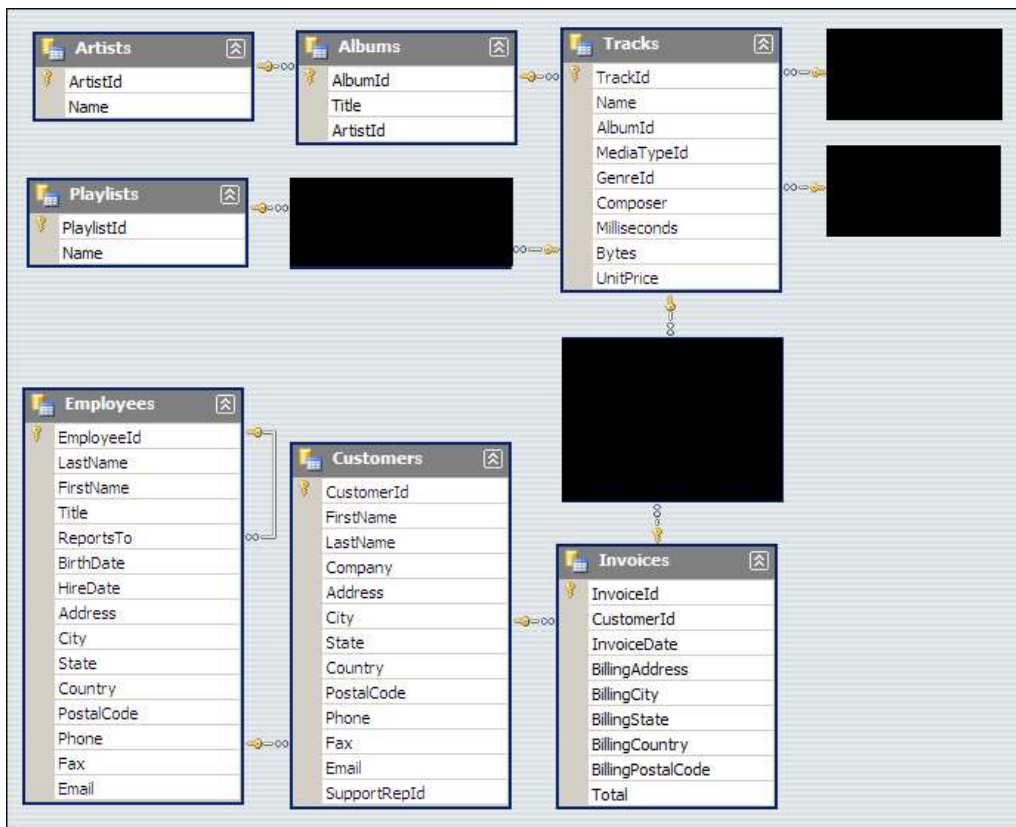 Artists
ArtistId
Name
Albums
AlbumId
Title
ArtistId
Tracks
TrackId
Name
AlbumId
MediaTypeId
GenreId
Composer
Milliseconds
Bytes
UnitPrice
Playlists
PlaylistId
Name
Employees
EmployeeId
LastName
FirstName
Title
ReportsTo
BirthDate
HireDate
Address
City
State
Country
PostalCode
Phone
Fax
Email
Customers
CustomerId
FirstName
LastName
Company
Address
City
State
Country
PostalCode
Phone
Fax
Email
SupportRepId
Invoices
InvoiceId
CustomerId
InvoiceDate
BillingAddress
BillingCity
BillingState
BillingCountry
BillingPostalCode
Total